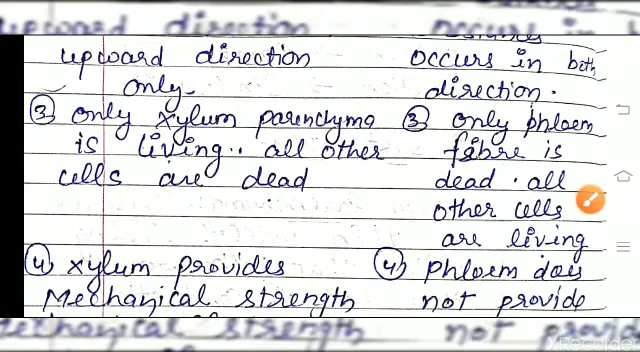 upward direction
only.
③ only xylum parenchyma
is living.. all other
cells are dead
④ xylum provides
Mechanical strength
occurs in both
direction.
③ only phloem
fibre is
dead. all
other cells
are living
④ phloem does
not provide